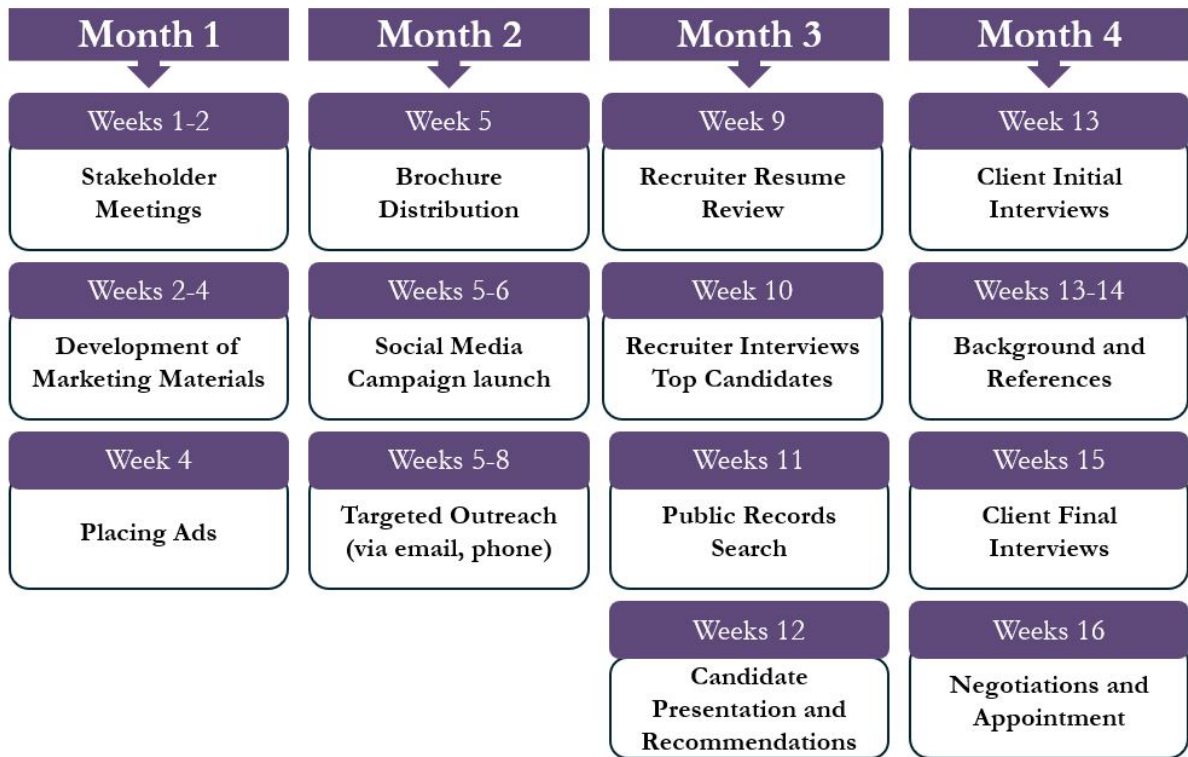 Month 1
Weeks 1-2
Stakeholder
Meetings
Weeks 2-4
Development of
Marketing Materials
Week 4
Placing Ads
Month 2
Week 5
Brochure
Distribution
Weeks 5-6
Social Media
Campaign launch
Weeks 5-8
Targeted Outreach
(via email, phone)
Month 3
Week 9
Recruiter Resume
Review
Week 10
Recruiter Interviews
Top Candidates
Weeks 11
Public Records
Search
Weeks 12
Candidate
Presentation and
Recommendations
Month 4
Week 13
Client Initial
Interviews
Weeks 13-14
Background and
References
Weeks 15
Client Final
Interviews
Weeks 16
Negotiations and
Appointment